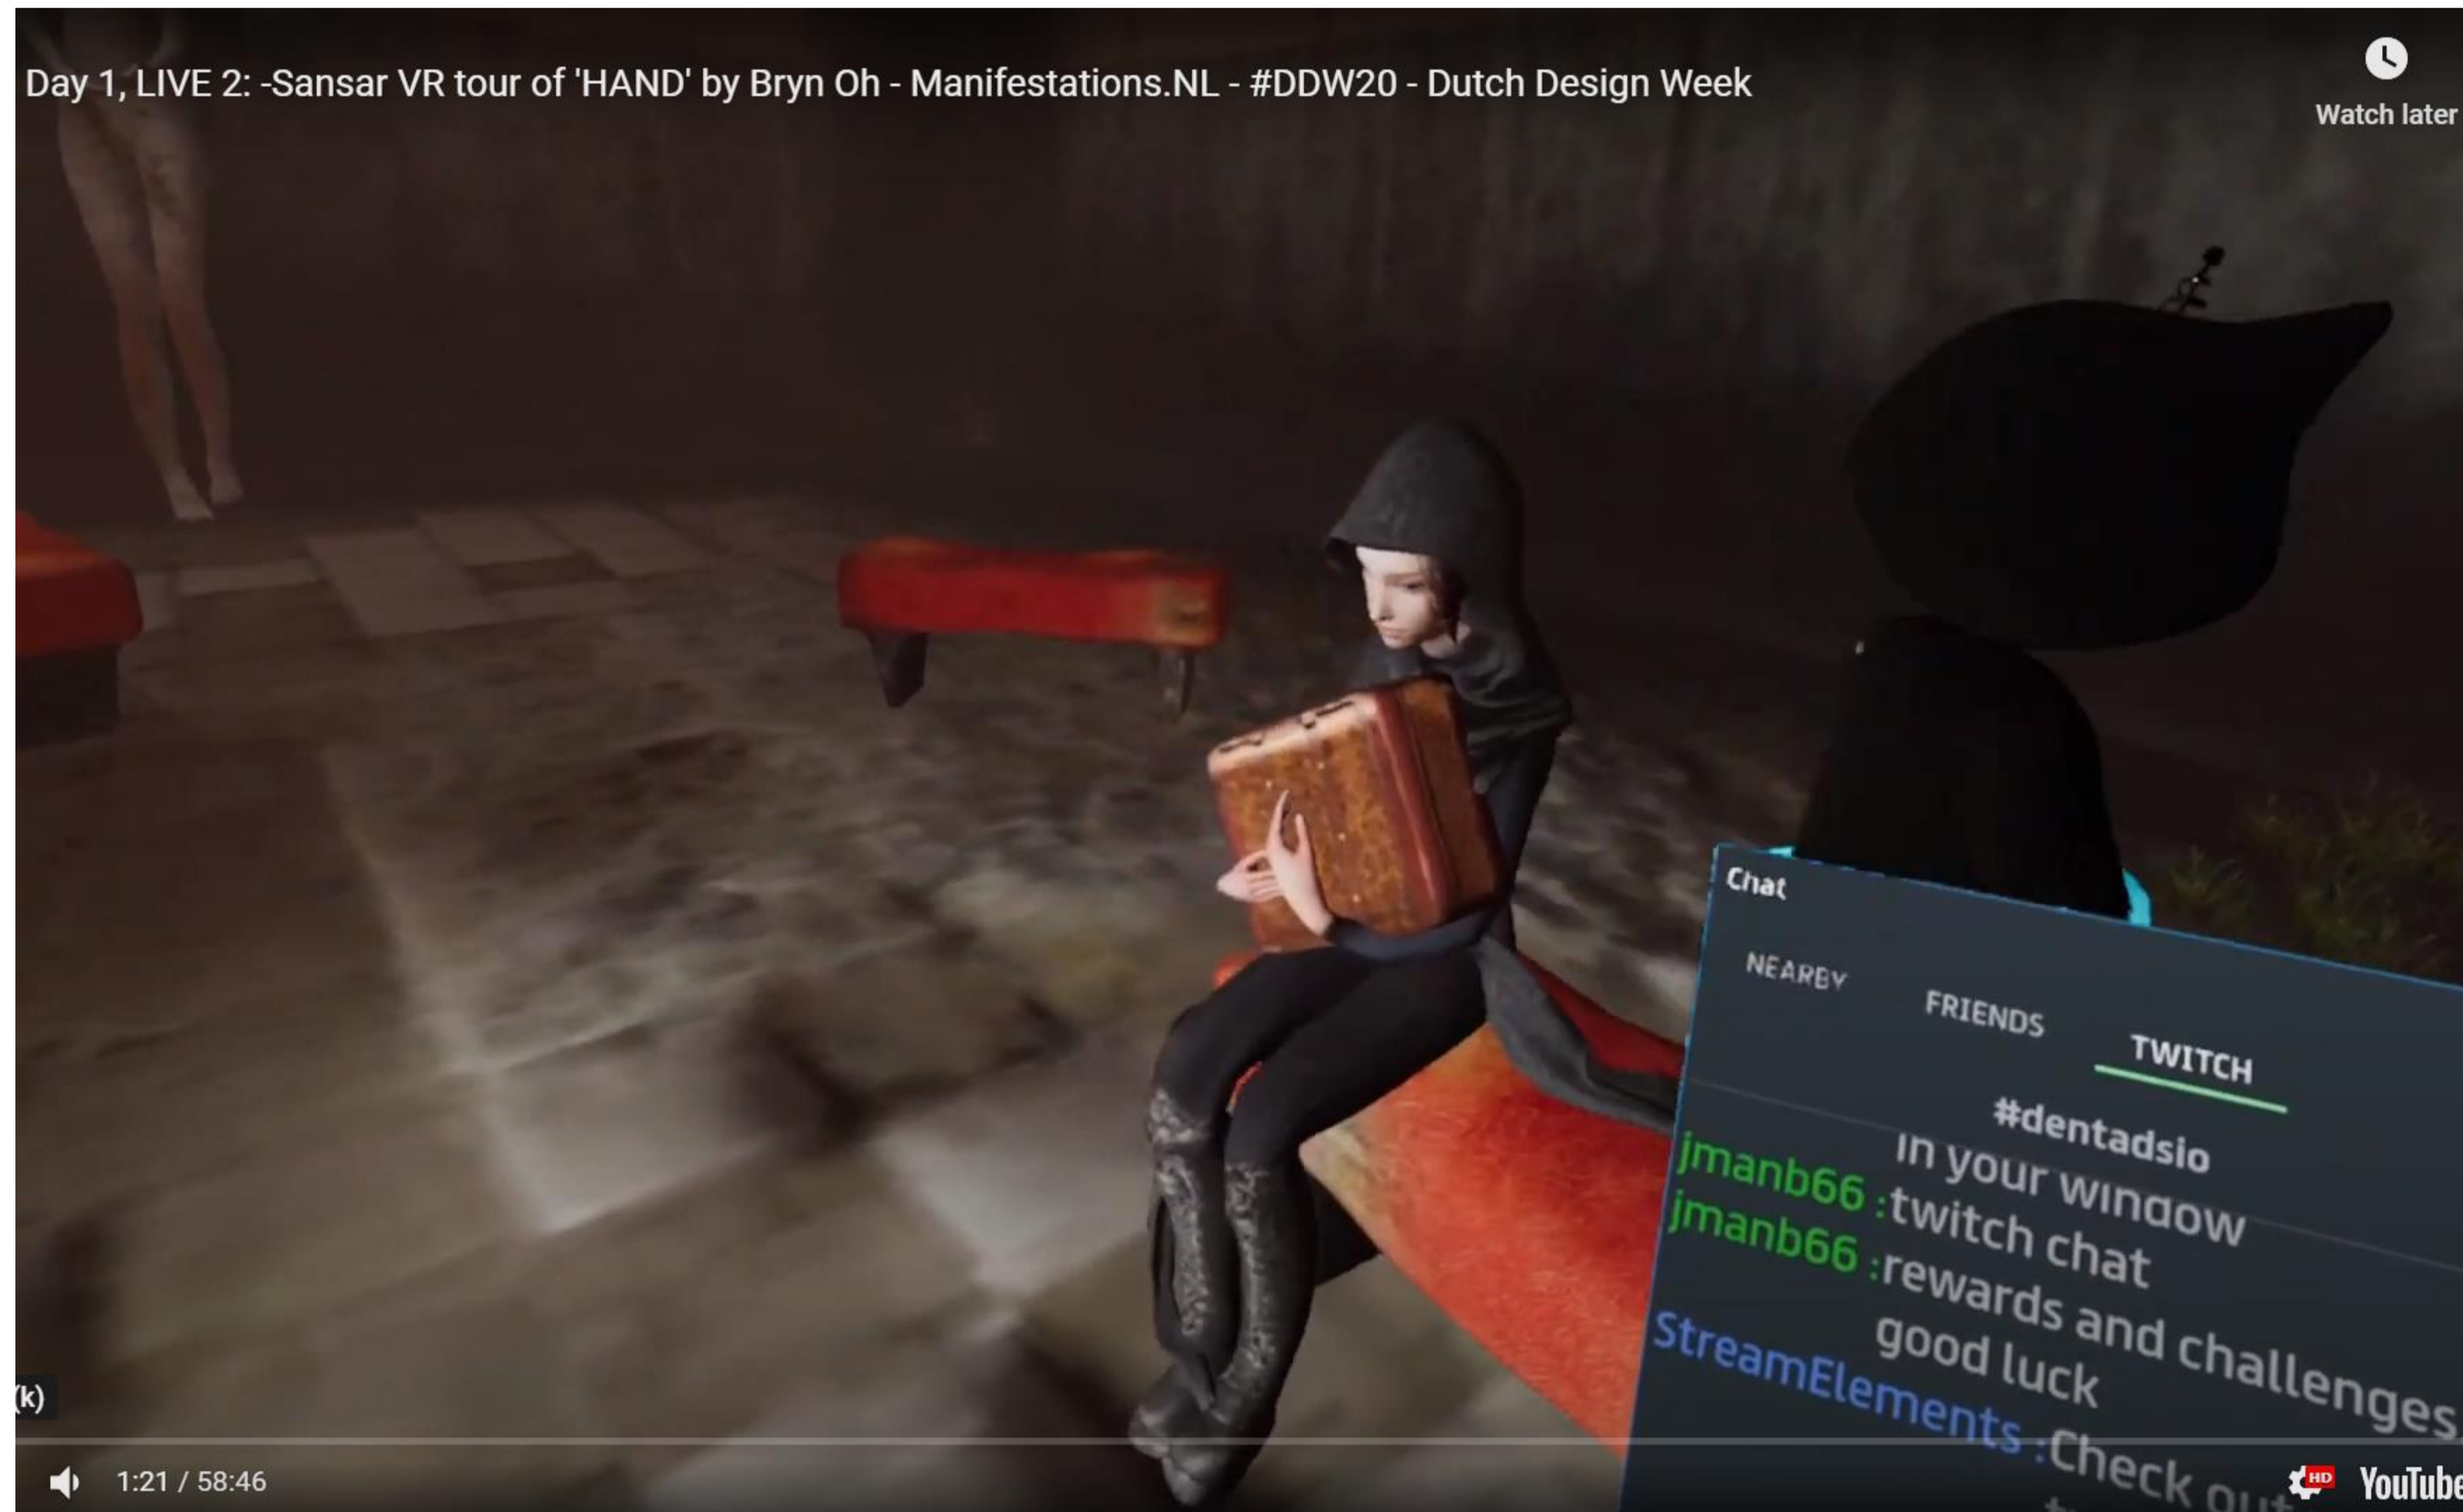 Day 1, LIVE 2: -Sansar VR tour of 'HAND' by Bryn Oh - Manifestations.NL - #DDW20 - Dutch Design Week
Watch later
Chat
NEARBY FRIENDS TWITCH
#dentadsio
in your window
jmanb66 :twitch chat
jmanb66 :rewards and challenges
good luck
StreamElements :Check out
(k)
1:21 / 58:46
HD YouTube